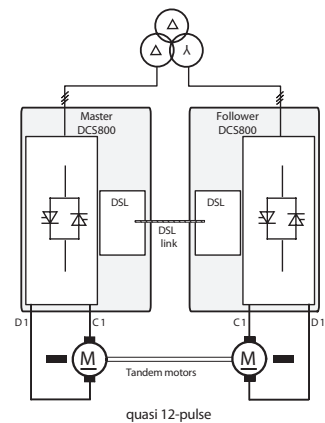 Master
DCS800
Follower
DCS800
DSL
DSL
DSL
link
D1
C1
C1
D1
M
M
Tandem motors
quasi 12-pulse